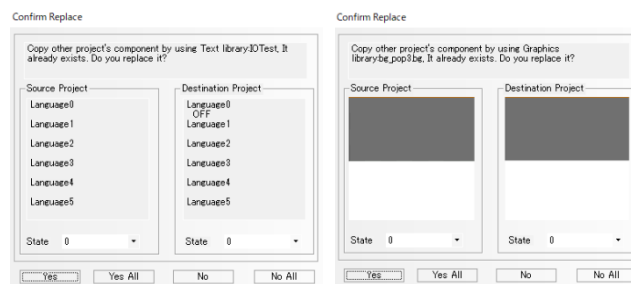 Confirm Replace
Copy other project's component by using Text library:IOTest, It
already exists. Do you replace it?
Source Project
Language0
Language1
Language2
Language3
Language4
Language5
State 0
Destination Project
Language0
OFF
Language1
Language2
Language3
Language4
Language5
State 0
Yes
Yes All
No
No All
Confirm Replace
Copy other project's component by using Graphics
library:bg_pop3.bg, It already exists. Do you replace it?
Source Project
State 0
Destination Project
State 0
Yes
Yes All
No
No All